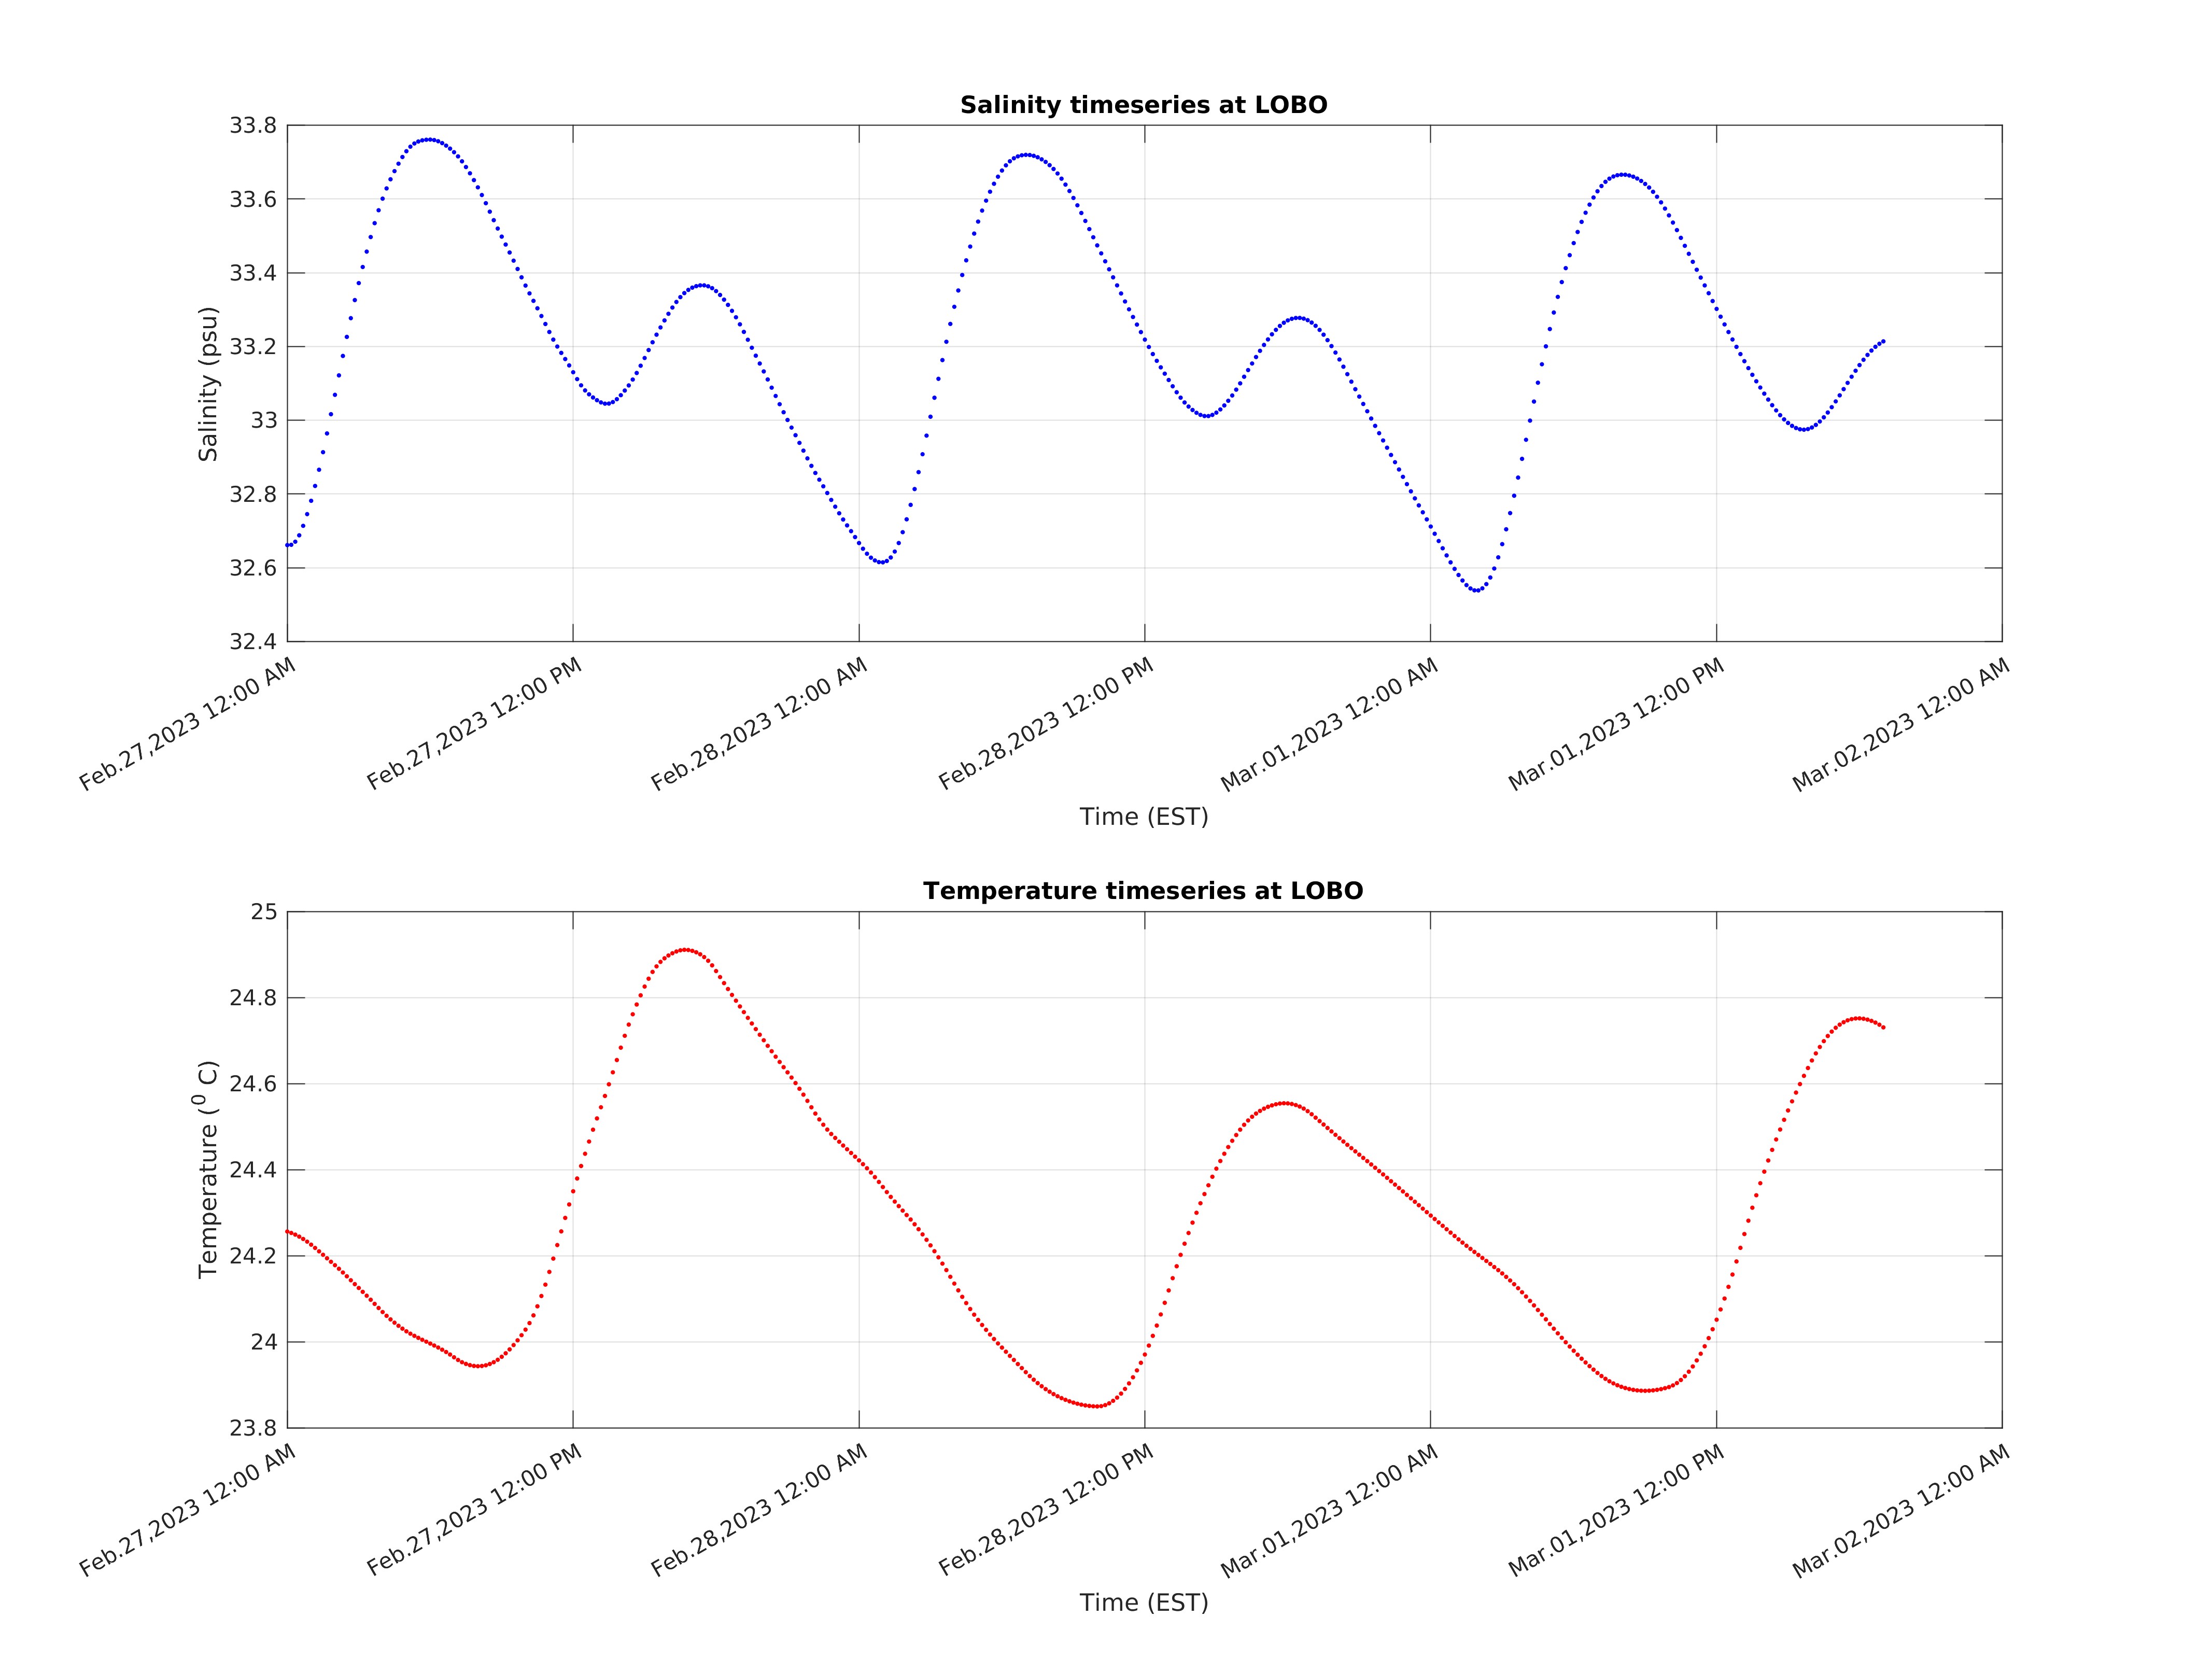 Salinity timeseries at LOBO
33.8
33.6
33.4
33.2
33
32.8
32.6
32.4
Salinity (psu)
Feb.27,2023 12:00 AM
Feb.27,2023 12:00 PM
Feb.28,2023 12:00 AM
Feb.28,2023 12:00 PM
Mar.01,2023 12:00 AM
Mar.01,2023 12:00 PM
Mar.02,2023 12:00 AM
Time (EST)
Temperature timeseries at LOBO
25
24.8
24.6
24.4
24.2
24
23.8
Temperature (⁰ C)
Feb.27,2023 12:00 AM
Feb.27,2023 12:00 PM
Feb.28,2023 12:00 AM
Feb.28,2023 12:00 PM
Mar.01,2023 12:00 AM
Mar.01,2023 12:00 PM
Mar.02,2023 12:00 AM
Time (EST)